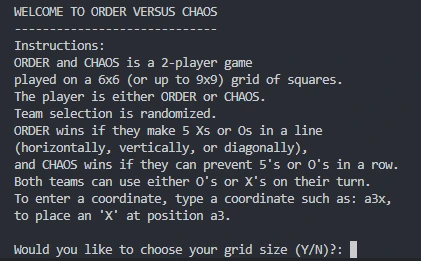 WELCOME TO ORDER VERSUS CHAOS
-----------------------------
Instructions:
ORDER and CHAOS is a 2-player game
played on a 6x6 (or up to 9x9) grid of squares.
The player is either ORDER or CHAOS.
Team selection is randomized.
ORDER wins if they make 5 Xs or Os in a line
(horizontally, vertically, or diagonally),
and CHAOS wins if they can prevent 5's or O's in a row.
Both teams can use either O's or X's on their turn.
To enter a coordinate, type a coordinate such as: a3x,
to place an 'X' at position a3.
Would you like to choose your grid size (Y/N)?: